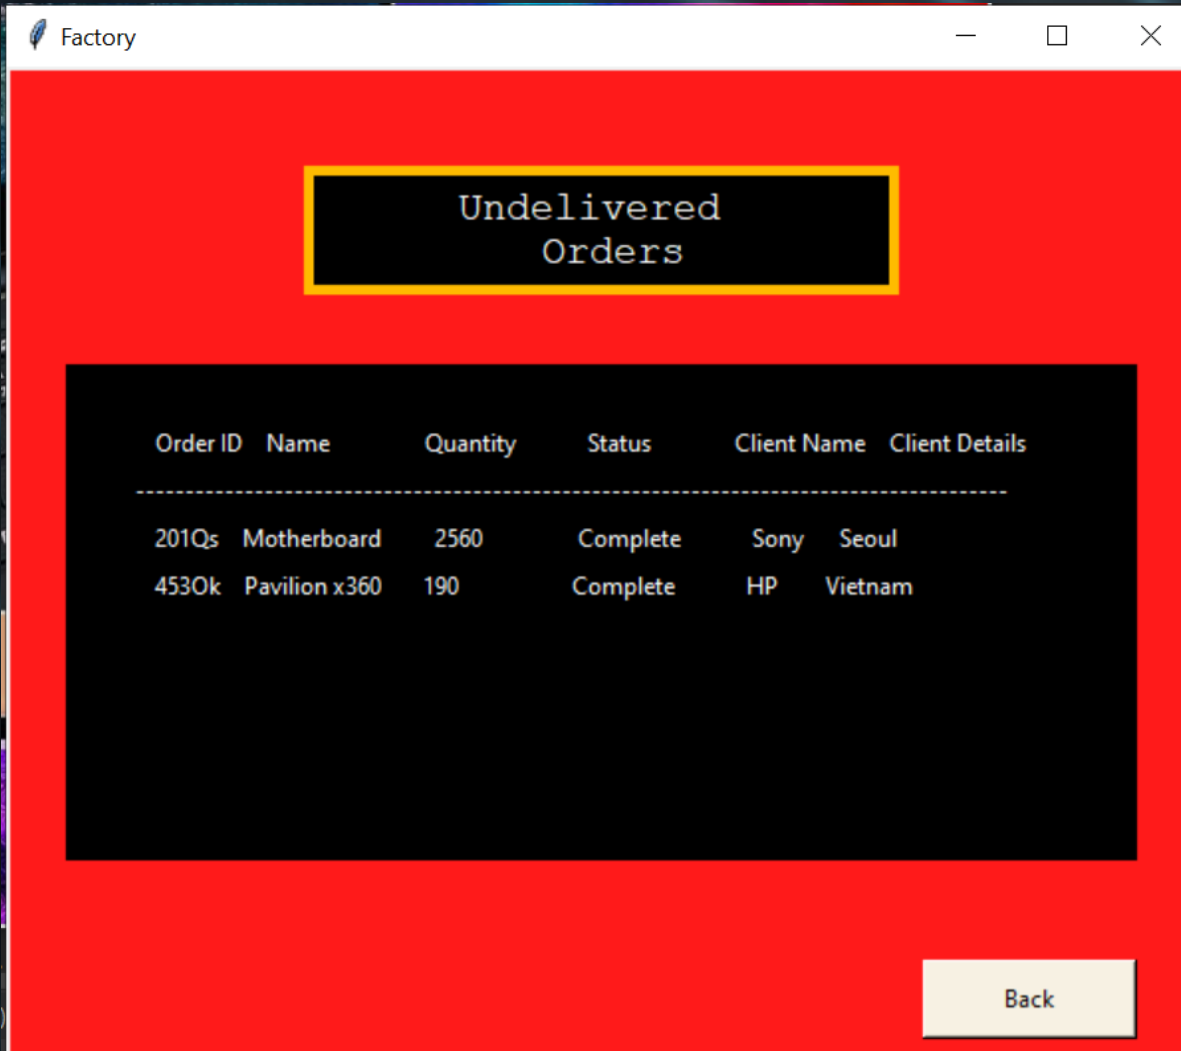 Factory
Undelivered
Orders
Order ID Name Quantity Status Client Name Client Details
----------------------------------------------------------------------------------------
201Qs Motherboard 2560 Complete Sony Seoul
453Ok Pavilion x360 190 Complete HP Vietnam
Back